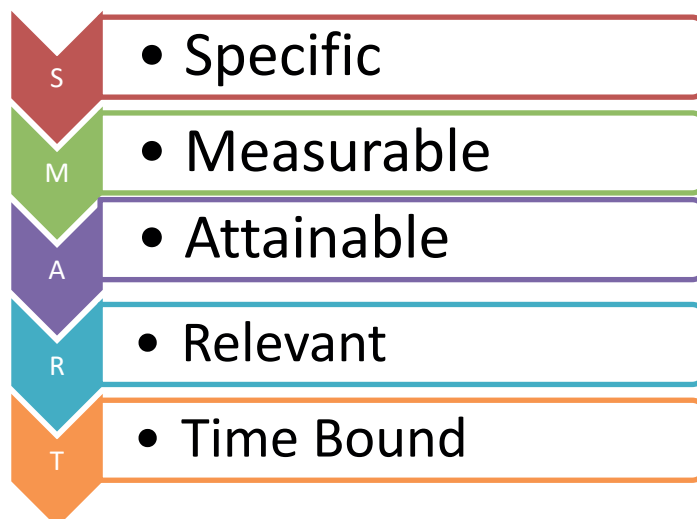 S
• Specific
M
• Measurable
A
• Attainable
R
• Relevant
T
• Time Bound